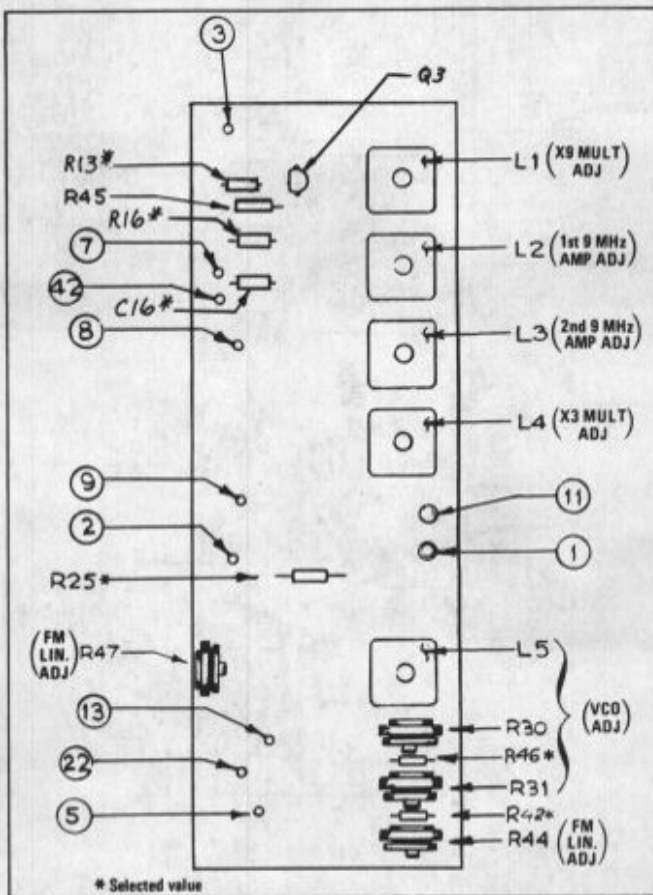 3
Q3
R13*
L1 (X9 MULT ADJ)
R45
R16*
7
L2 (1st 9 MHz AMP ADJ)
42
C16*
8
L3 (2nd 9 MHz AMP ADJ)
L4 (X3 MULT ADJ)
9
11
2
1
R25*
(FM LIN. ADJ) R47
L5
(VCO ADJ)
13
R30
22
R46*
R31
5
R42*
R44 (FM LIN. ADJ)
* Selected value